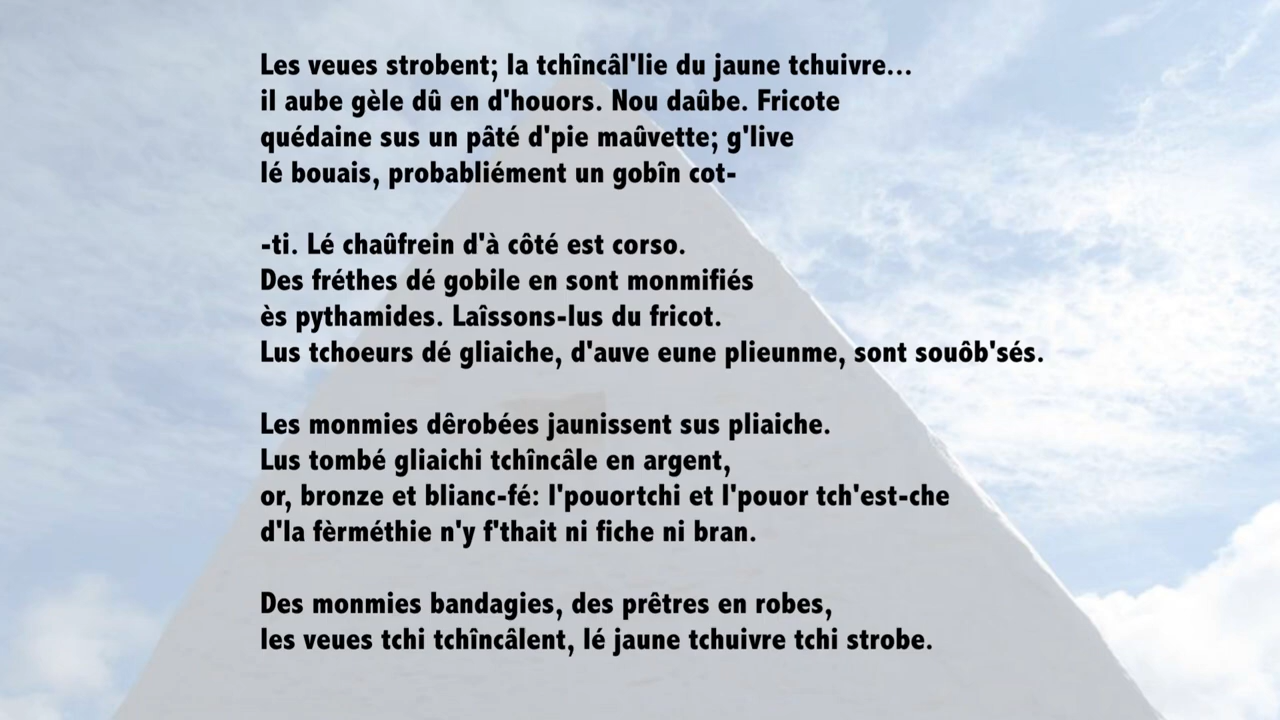 Les veues strobent; la tchîncâl'lie du jaune tchuivre...
il aube gèle dû en d'houors. Nou daûbe. Fricote
quédaine sus un pâté d'pie maûvette; g'live
lé bouais, probabliément un gobîn cot-
-ti. Lé chaûfrein d'à côté est corso.
Des fréthes dé gobile en sont monmifiés
ès pythamides. Laîssons-lus du fricot.
Lus tchoeurs dé gliaiche, d'auve eune plieunme, sont souôb'sés.
Les monmies dêrobées jaunissent sus pliaiche.
Lus tombé gliaichi tchîncâle en argent,
or, bronze et blianc-fé: l'pouortchi et l'pouor tch'est-che
d'la fèrméthie n'y f'thait ni fiche ni bran.
Des monmies bandagies, des prêtres en robes,
les veues tchi tchîncâlent, lé jaune tchuivre tchi strobe.